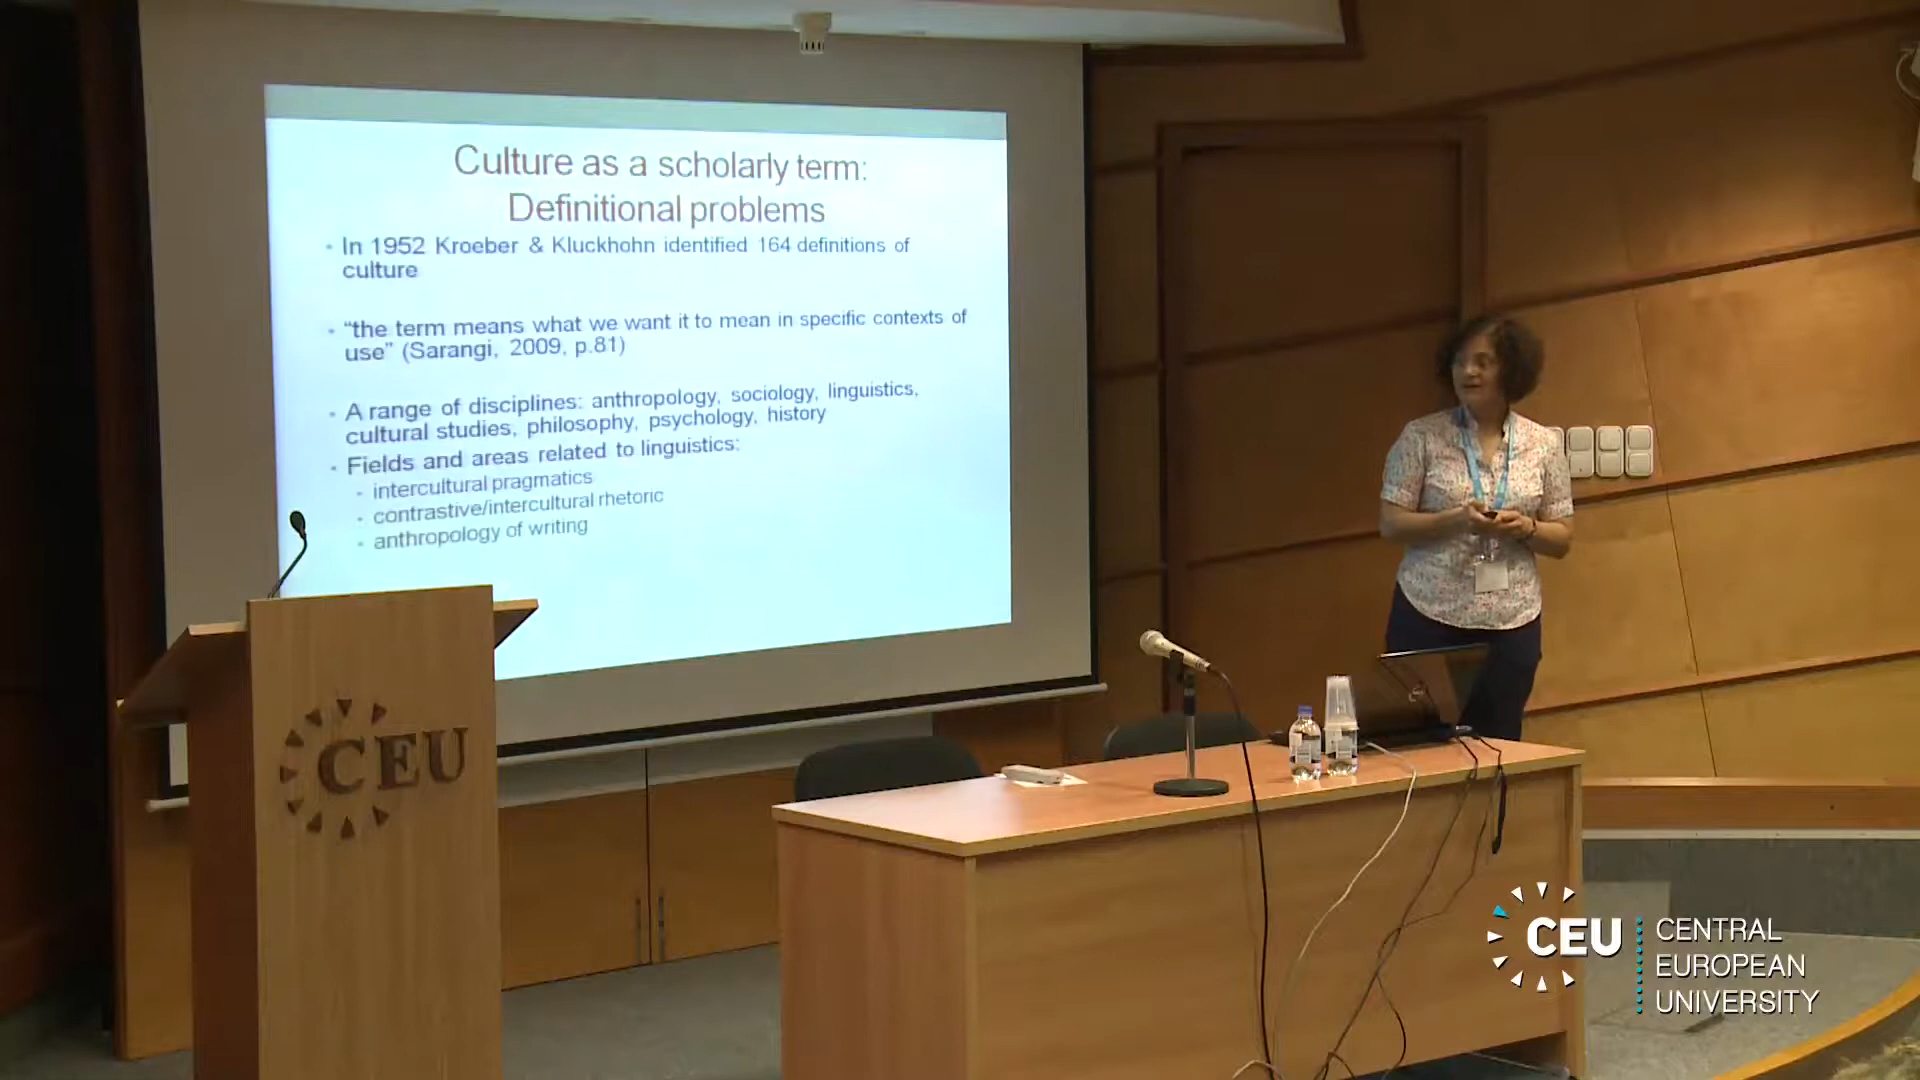 Culture as a scholarly term:
Definitional problems
• In 1952 Kroeber & Kluckhohn identified 164 definitions of
culture
• “the term means what we want it to mean in specific contexts of
use” (Sarangi, 2009, p.81)
• A range of disciplines: anthropology, sociology, linguistics,
cultural studies, philosophy, psychology, history
• Fields and areas related to linguistics:
• intercultural pragmatics
• contrastive/intercultural rhetoric
• anthropology of writing
CEU
CEU
CENTRAL
EUROPEAN
UNIVERSITY